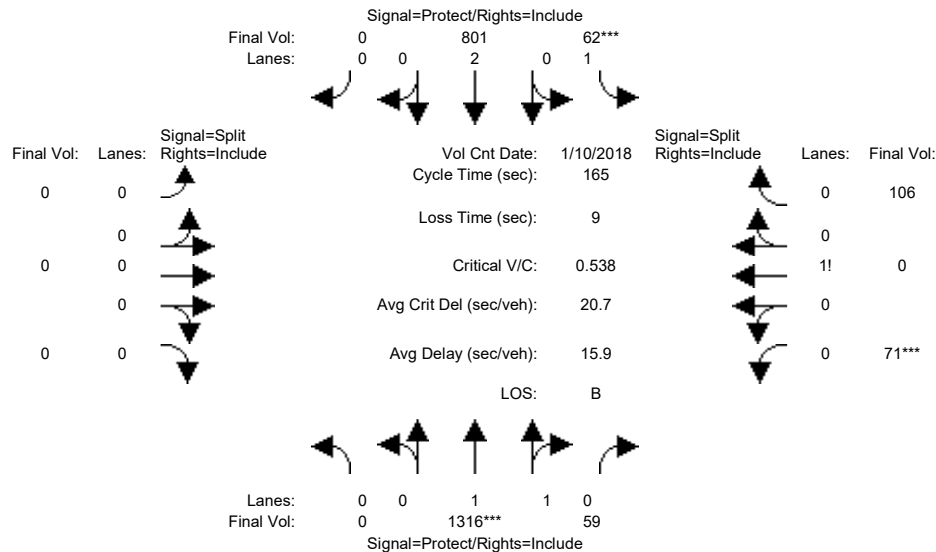 Signal=Protect/Rights=Include
Final Vol: 0 801 62***
Lanes: 0 0 2 0 1
Signal=Split
Final Vol: Lanes: Rights=Include
Vol Cnt Date: 1/10/2018
Signal=Split
Rights=Include Lanes: Final Vol:
Cycle Time (sec): 165
0 0
0 106
Loss Time (sec): 9
0
0
0 0
Critical V/C: 0.538
1! 0
0
Avg Crit Del (sec/veh): 20.7
0
0 0
Avg Delay (sec/veh): 15.9
0 71***
LOS: B
Lanes: 0 0 1 1 0
Final Vol: 0 1316*** 59
Signal=Protect/Rights=Include